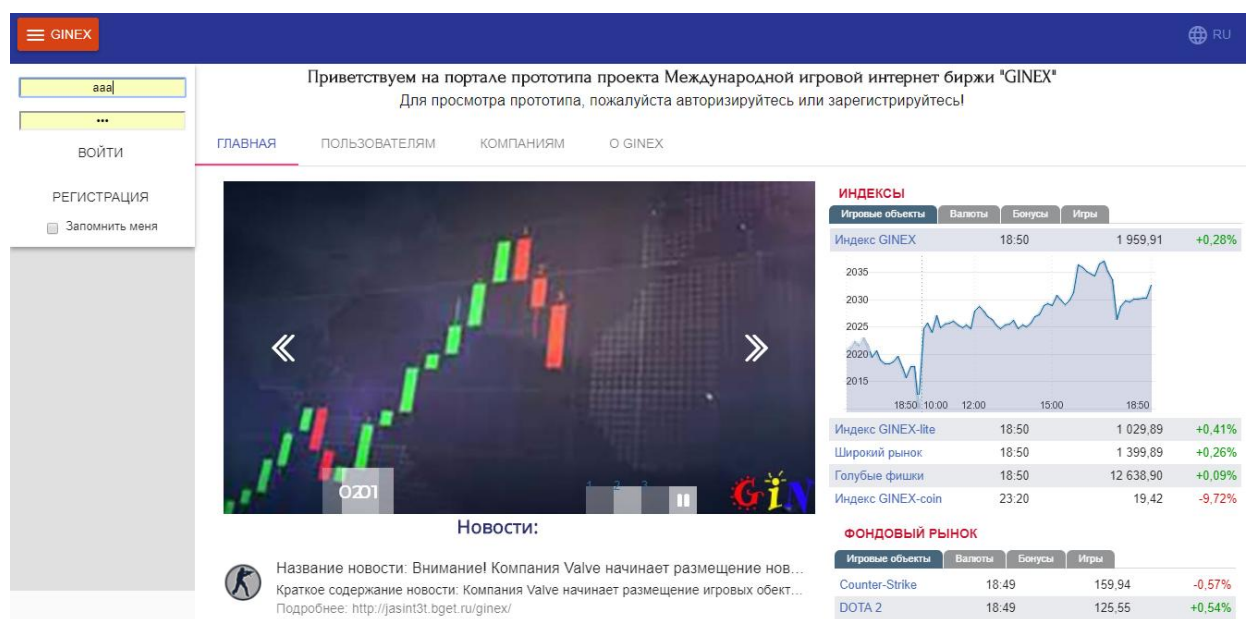 GINEX
RU
aaa
•••
ВОЙТИ
РЕГИСТРАЦИЯ
Запомнить меня
Приветствуем на портале прототипа проекта Международной игровой интернет биржи "GINEX"
Для просмотра прототипа, пожалуйста авторизируйтесь или зарегистрируйтесь!
ГЛАВНАЯ ПОЛЬЗОВАТЕЛЯМ КОМПАНИЯМ О GINEX
1 2 3
GiN
Новости:
Название новости: Внимание! Компания Valve начинает размещение нов...
Краткое содержание новости: Компания Valve начинает размещение игровых обект...
Подробнее: http://jasint3t.bget.ru/ginex/
ИНДЕКСЫ
Игровые объекты Валюты Бонусы Игры
Индекс GINEX 18:50 1 959,91 +0,28%
2035
2030
2025
2020
2015
18:50 10:00 12:00 15:00 18:50
Индекс GINEX-lite 18:50 1 029,89 +0,41%
Широкий рынок 18:50 1 399,89 +0,26%
Голубые фишки 18:50 12 638,90 +0,09%
Индекс GINEX-coin 23:20 19,42 -9,72%
ФОНДОВЫЙ РЫНОК
Игровые объекты Валюты Бонусы Игры
Counter-Strike 18:49 159,94 -0,57%
DOTA 2 18:49 125,55 +0,54%